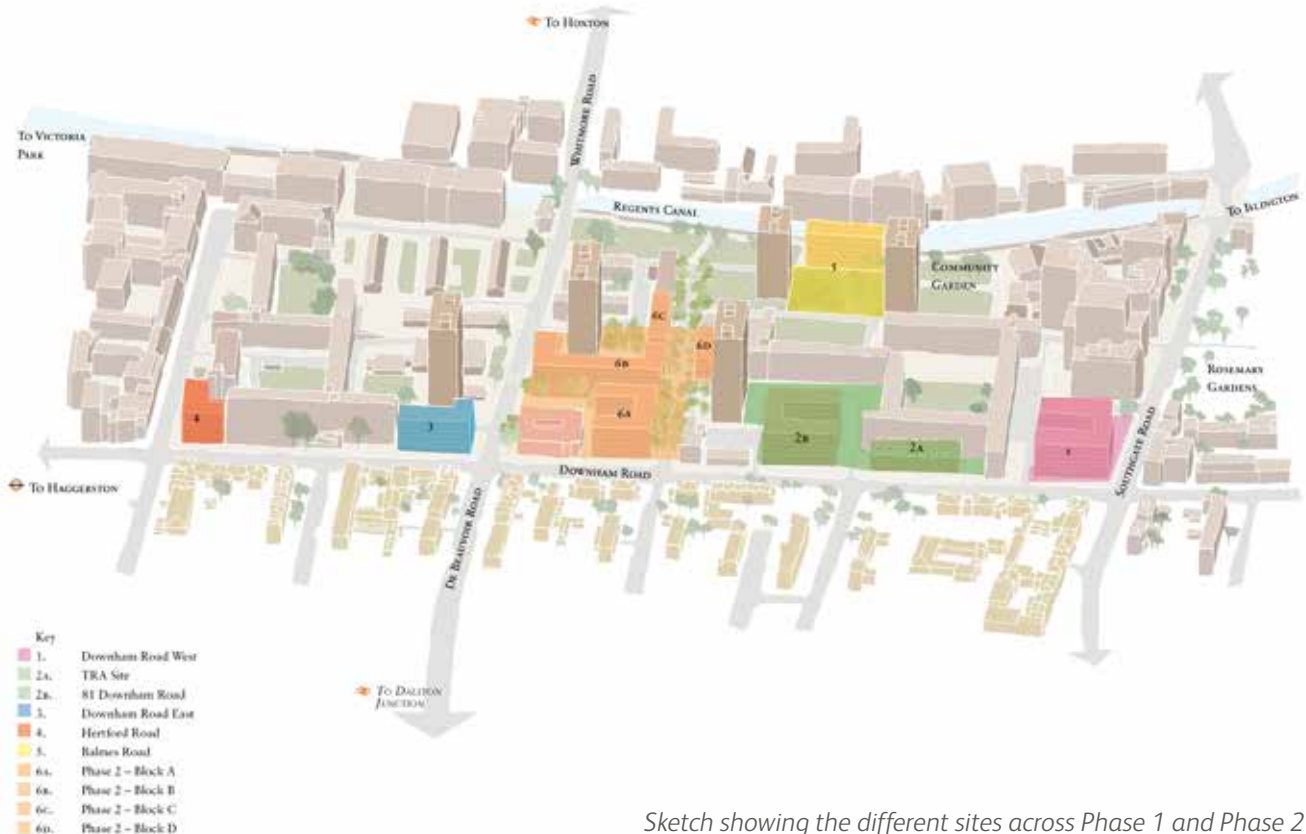 To Hoxton
Whitmore Road
To Victoria
Park
Regents Canal
To Islington
5
Community
Garden
6c
6d
6b
Rosemary
Gardens
6a
4
3
2b
2a
1
Southgate Road
Downham Road
To Haggerston
De Beauvoir Road
To Dalston
Junction
Key
1. Downham Road West
2a. TRA Site
2b. 81 Downham Road
3. Downham Road East
4. Hertford Road
5. Balmes Road
6a. Phase 2 – Block A
6b. Phase 2 – Block B
6c. Phase 2 – Block C
6d. Phase 2 – Block D
Sketch showing the different sites across Phase 1 and Phase 2